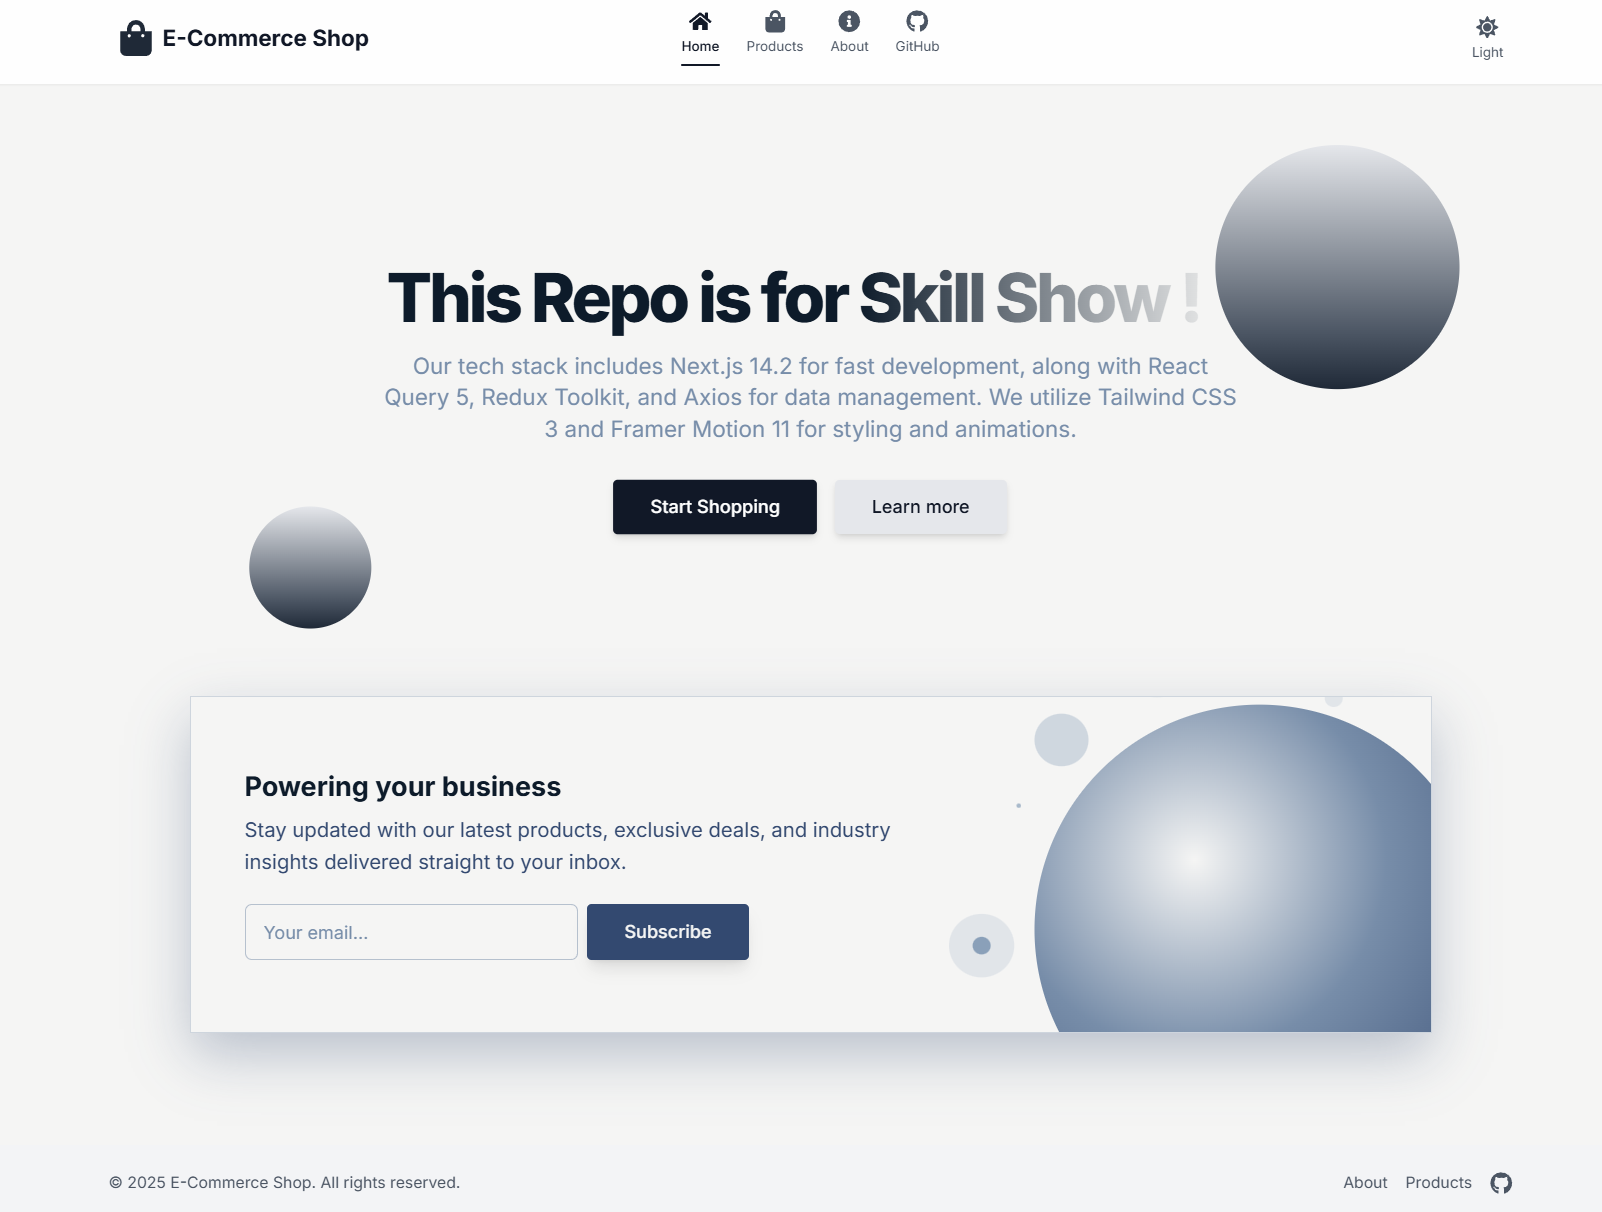 E-Commerce Shop
Home
Products
About
GitHub
Light
This Repo is for Skill Show !
Our tech stack includes Next.js 14.2 for fast development, along with React
Query 5, Redux Toolkit, and Axios for data management. We utilize Tailwind CSS
3 and Framer Motion 11 for styling and animations.
Start Shopping
Learn more
Powering your business
Stay updated with our latest products, exclusive deals, and industry
insights delivered straight to your inbox.
Your email...
Subscribe
© 2025 E-Commerce Shop. All rights reserved.
About
Products